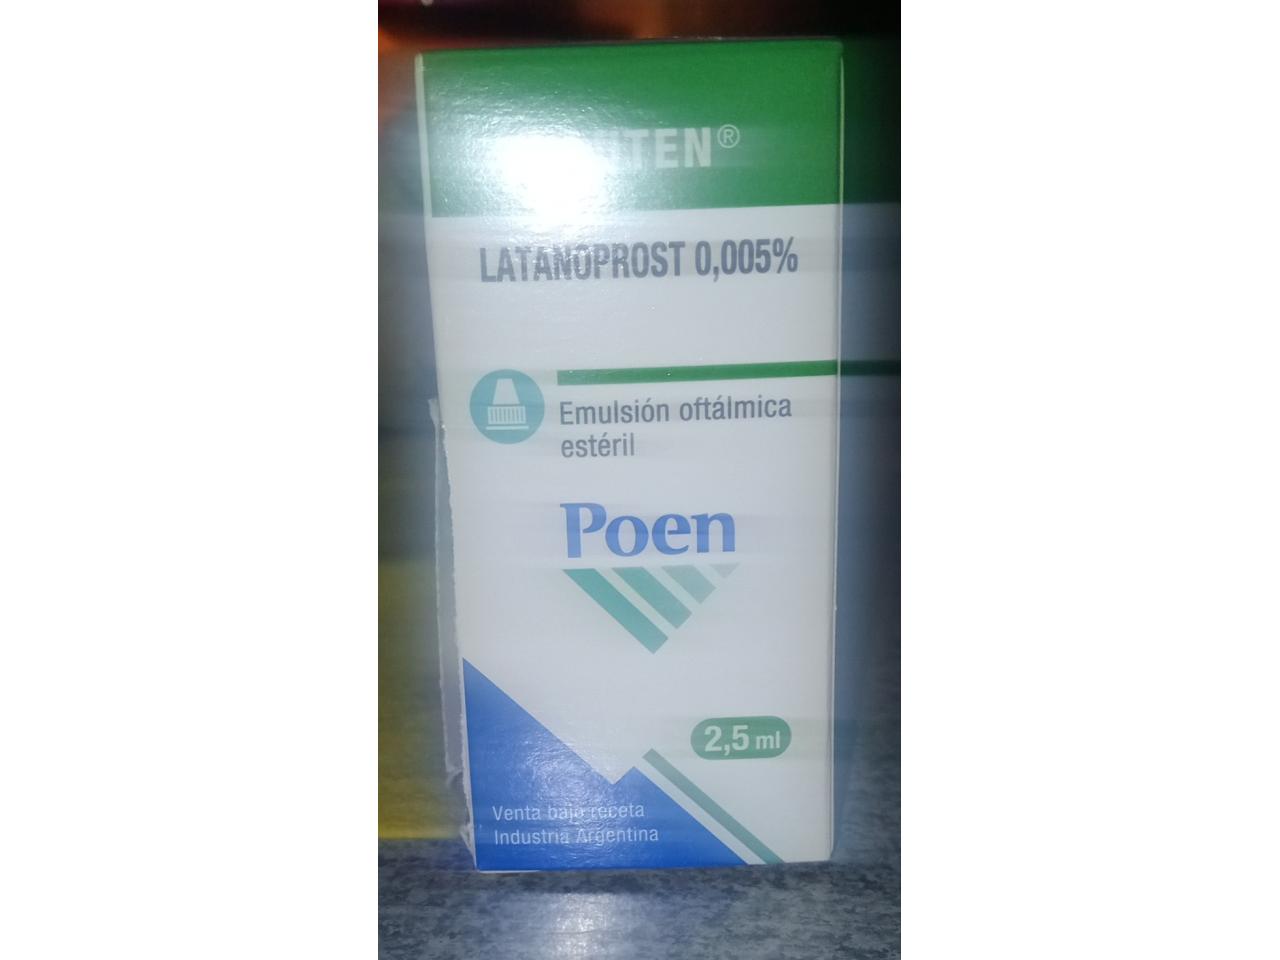 LATANOPROST 0,005%
Emulsión oftálmica
estéril
Poen
2,5 ml
Venta bajo receta
Industria Argentina